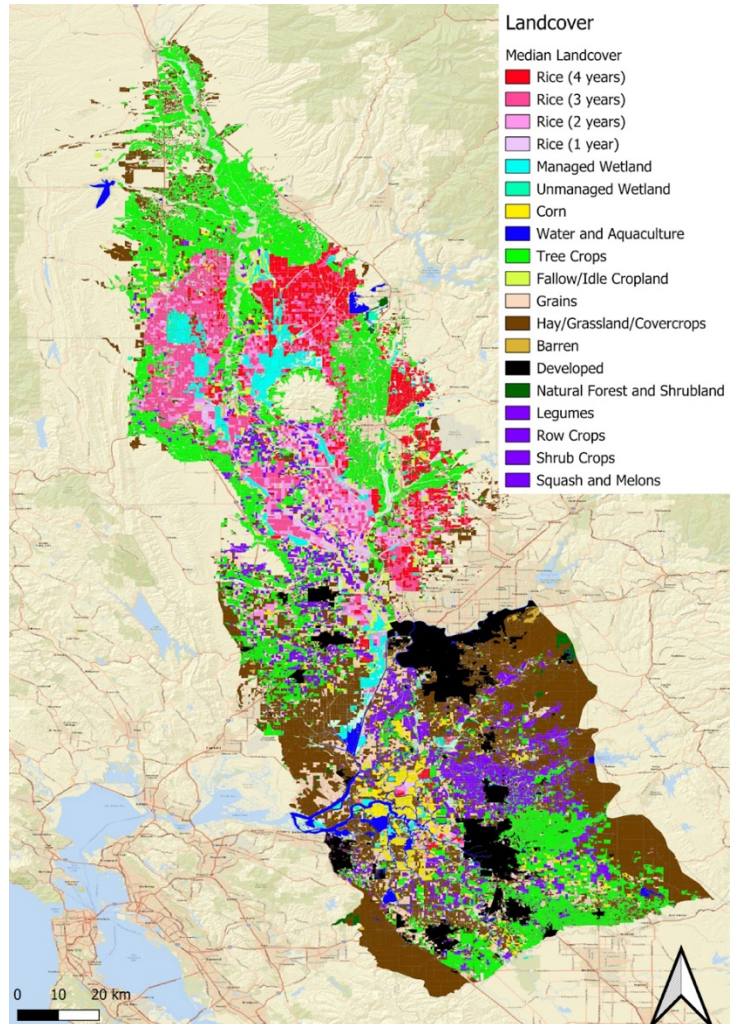 Landcover
Median Landcover
Rice (4 years)
Rice (3 years)
Rice (2 years)
Rice (1 year)
Managed Wetland
Unmanaged Wetland
Corn
Water and Aquaculture
Tree Crops
Fallow/Idle Cropland
Grains
Hay/Grassland/Covercrops
Barren
Developed
Natural Forest and Shrubland
Legumes
Row Crops
Shrub Crops
Squash and Melons
0 10 20 km